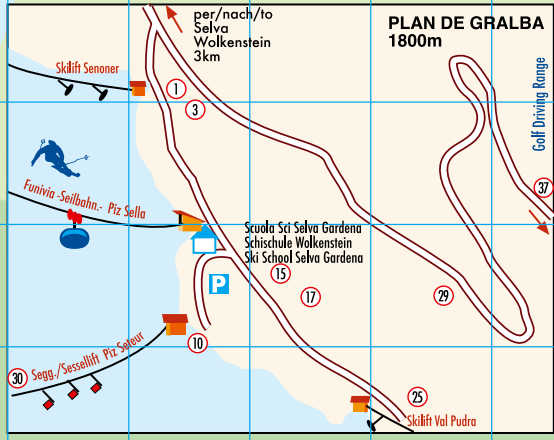 per/nach/to
Selva
Wolkenstein
3km
PLAN DE GRALBA
1800m
Skilift Senoner
1
3
Golf Driving Range
37
Funivia -Seilbahn.- Piz Sella
Scuola Sci Selva Gardena
Schischule Wolkenstein
Ski School Selva Gardena
P
15
17
29
10
30
Segg./Sessellift Piz Seteur
25
Skilift Val Pudra